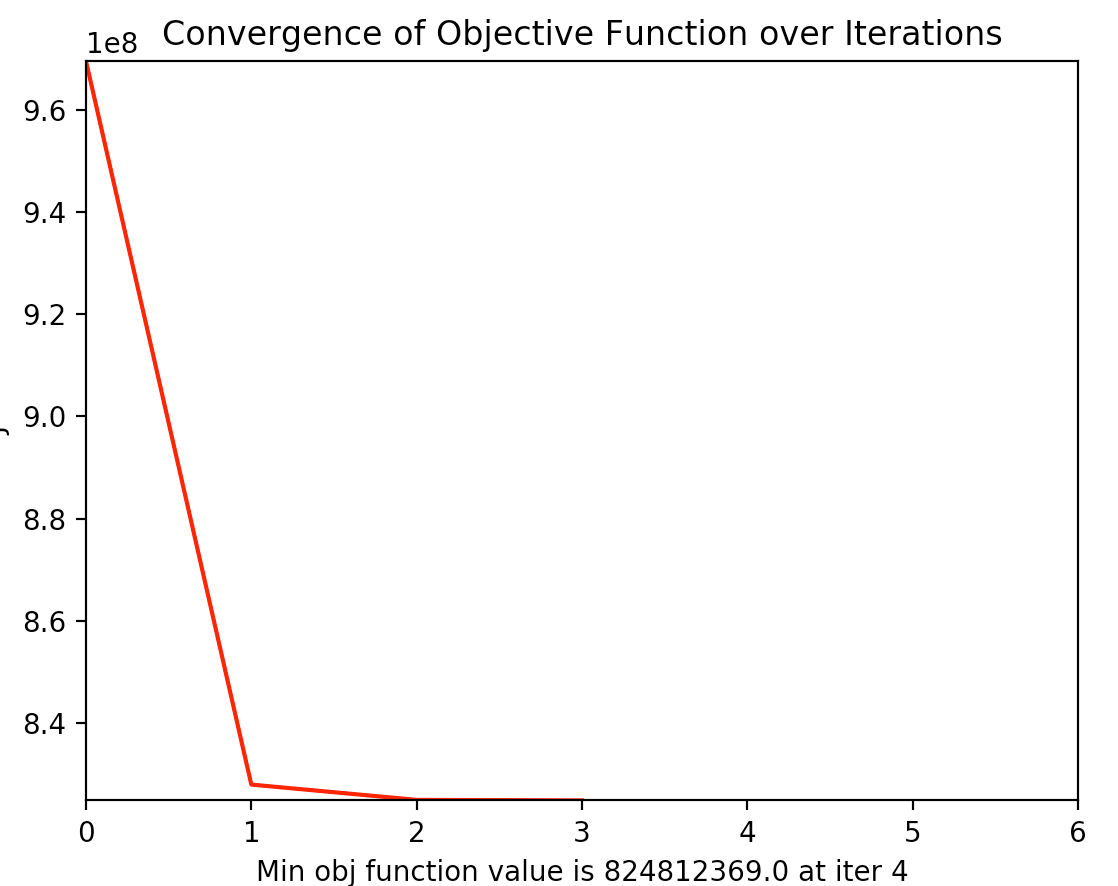 Convergence of Objective Function over Iterations
1e8
9.6
9.4
9.2
9.0
8.8
8.6
8.4
0 1 2 3 4 5 6
Min obj function value is 824812369.0 at iter 4